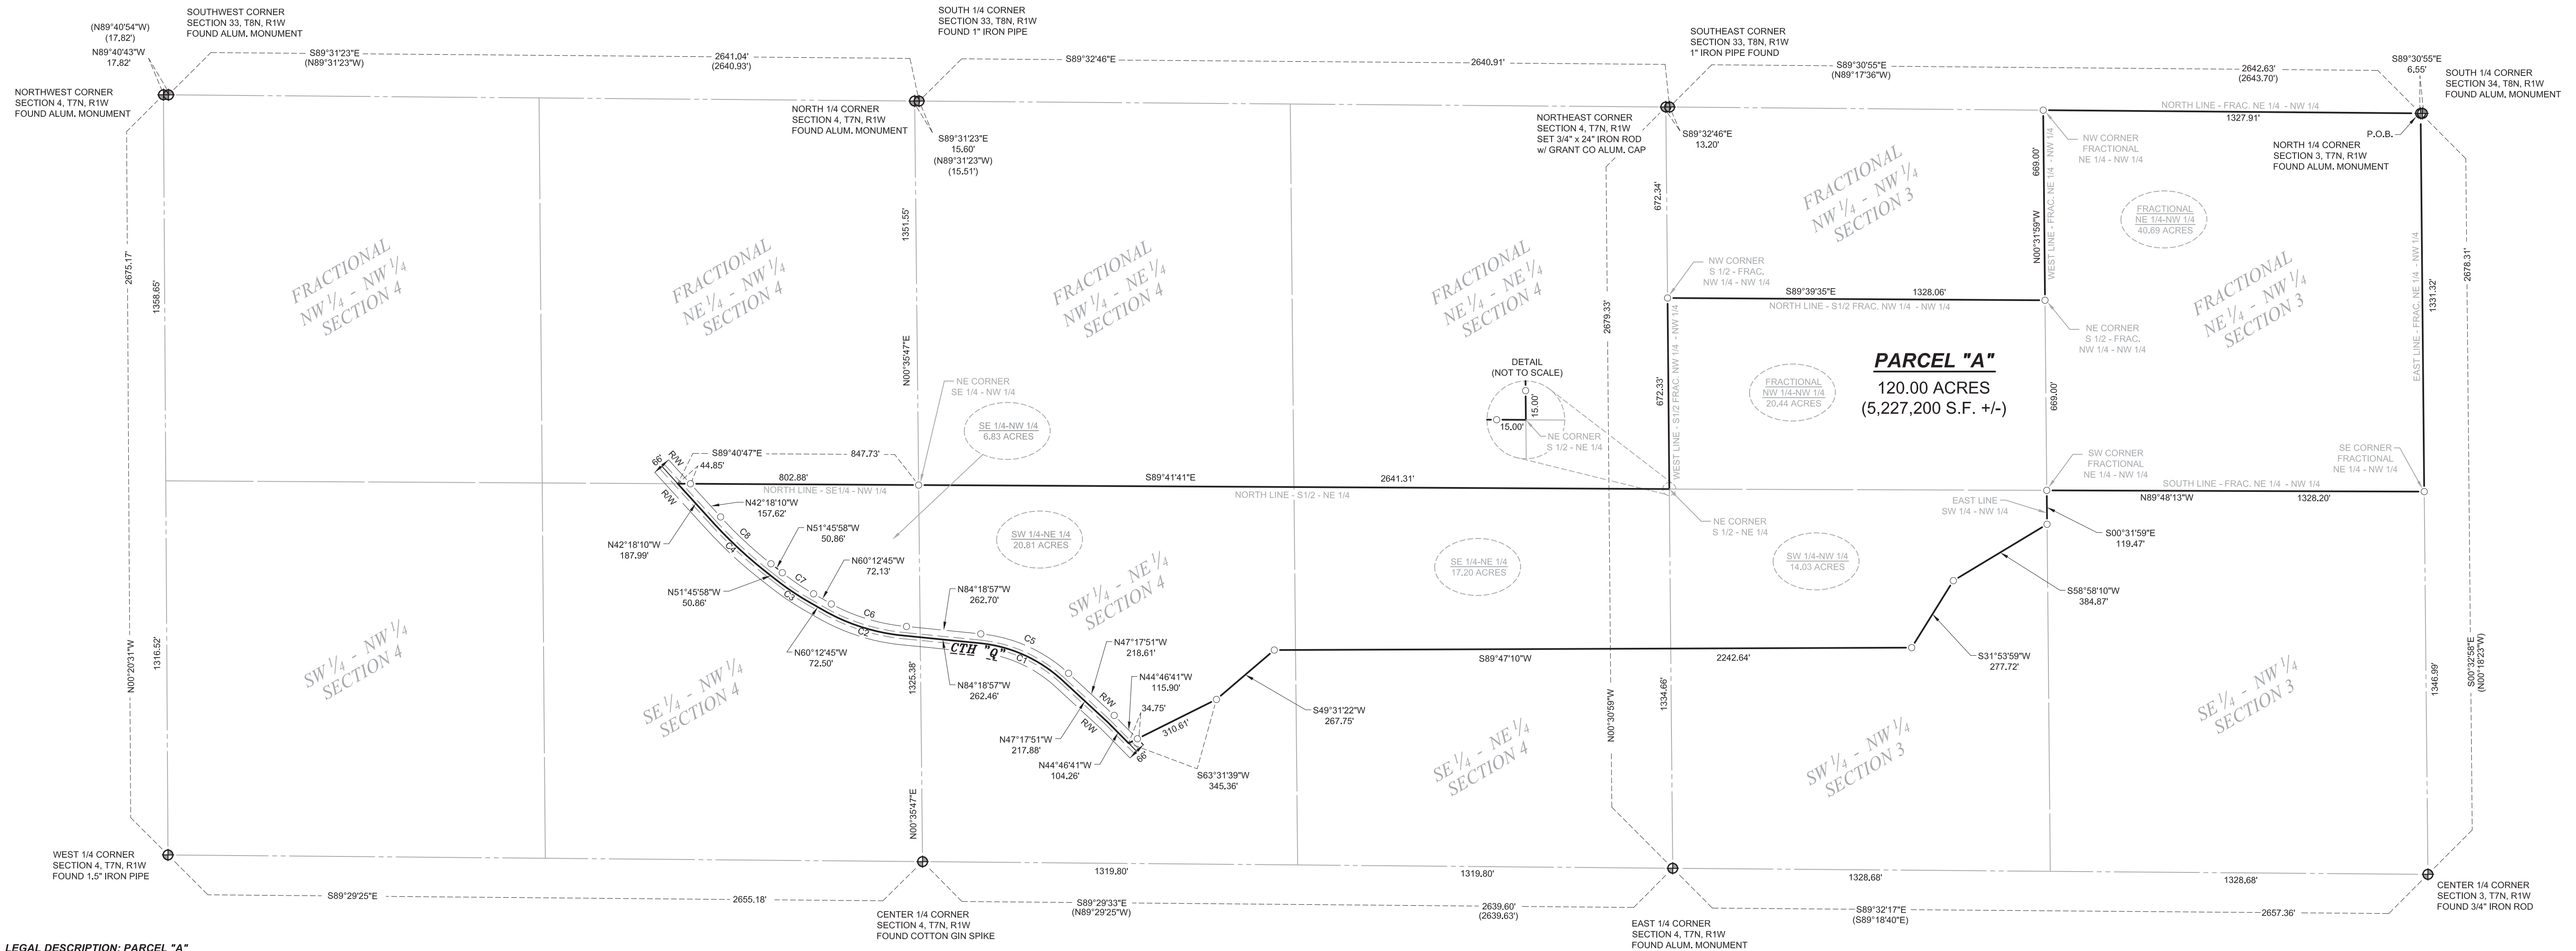 SOUTHWEST CORNER
SECTION 33, T8N, R1W
FOUND ALUM. MONUMENT
SOUTH 1/4 CORNER
SECTION 33, T8N, R1W
FOUND 1" IRON PIPE
SOUTHEAST CORNER
SECTION 33, T8N, R1W
1" IRON PIPE FOUND
(N89°40'54"W)
(17.82')
N89°40'43"W
17.82'
S89°31'23"E
(N89°31'23"W)
2641.04'
(2640.93')
S89°32'46"E
2640.91'
S89°30'55"E
(N89°17'36"W)
2642.63'
(2643.70')
S89°30'55"E
6.55'
SOUTH 1/4 CORNER
SECTION 34, T8N, R1W
FOUND ALUM. MONUMENT
NORTHWEST CORNER
SECTION 4, T7N, R1W
FOUND ALUM. MONUMENT
NORTH 1/4 CORNER
SECTION 4, T7N, R1W
FOUND ALUM. MONUMENT
S89°31'23"E
15.60'
(N89°31'23"W)
(15.51')
NORTHEAST CORNER
SECTION 4, T7N, R1W
SET 3/4" x 24" IRON ROD
w/ GRANT CO ALUM. CAP
S89°32'46"E
13.20'
NORTH LINE - FRAC. NE 1/4 - NW 1/4
1327.91'
P.O.B.
NORTH 1/4 CORNER
SECTION 3, T7N, R1W
FOUND ALUM. MONUMENT
NW CORNER
FRACTIONAL
NE 1/4 - NW 1/4
669.00'
N00°31'59"W
WEST LINE - FRAC. NE 1/4 - NW 1/4
FRACTIONAL
NE 1/4-NW 1/4
40.69 ACRES
2675.17'
1358.65'
FRACTIONAL
NW 1/4 - NW 1/4
SECTION 4
FRACTIONAL
NE 1/4 - NW 1/4
SECTION 4
1351.55'
N00°35'47"E
FRACTIONAL
NW 1/4 - NE 1/4
SECTION 4
FRACTIONAL
NE 1/4 - NE 1/4
SECTION 4
2679.33'
672.34'
FRACTIONAL
NW 1/4 - NW 1/4
SECTION 3
FRACTIONAL
NE 1/4 - NW 1/4
SECTION 3
EAST LINE - FRAC. NE 1/4 - NW 1/4
1331.32'
2678.31'
NW CORNER
S 1/2 - FRAC.
NW 1/4 - NW 1/4
S89°39'35"E
1328.06'
NORTH LINE - S1/2 FRAC. NW 1/4 - NW 1/4
NE CORNER
S 1/2 - FRAC.
NW 1/4 - NW 1/4
672.33'
WEST LINE - S1/2 FRAC. NW 1/4 - NW 1/4
FRACTIONAL
NW 1/4-NW 1/4
20.44 ACRES
PARCEL "A"
120.00 ACRES
(5,227,200 S.F. +/-)
669.00'
DETAIL
(NOT TO SCALE)
15.00'
15.00'
NE CORNER
S 1/2 - NE 1/4
NE CORNER
SE 1/4 - NW 1/4
SE 1/4-NW 1/4
6.83 ACRES
66'
R/W
R/W
S89°40'47"E
847.73'
44.85'
802.88'
NORTH LINE - SE1/4 - NW 1/4
S89°41'41"E
2641.31'
NORTH LINE - S1/2 - NE 1/4
SW CORNER
FRACTIONAL
NE 1/4 - NW 1/4
SE CORNER
FRACTIONAL
NE 1/4 - NW 1/4
SOUTH LINE - FRAC. NE 1/4 - NW 1/4
N89°48'13"W
1328.20'
EAST LINE
SW 1/4 - NW 1/4
NE CORNER
S 1/2 - NE 1/4
S00°31'59"E
119.47'
N42°18'10"W
157.62'
C8
N51°45'58"W
50.86'
N42°18'10"W
187.99'
C4
C7
N60°12'45"W
72.13'
N51°45'58"W
50.86'
C3
C6
C2
N60°12'45"W
72.50'
N84°18'57"W
262.70'
C5
CTH "Q"
C1
N84°18'57"W
262.46'
N47°17'51"W
218.61'
R/W
N44°46'41"W
115.90'
34.75'
R/W
N47°17'51"W
217.88'
N44°46'41"W
104.26'
66'
310.61'
S63°31'39"W
345.36'
S49°31'22"W
267.75'
SW 1/4-NE 1/4
20.81 ACRES
SW 1/4 - NE 1/4
SECTION 4
SE 1/4-NE 1/4
17.20 ACRES
SW 1/4-NW 1/4
14.03 ACRES
S89°47'10"W
2242.64'
S58°58'10"W
384.87'
S31°53'59"W
277.72'
N00°20'31"W
1316.52'
SW 1/4 - NW 1/4
SECTION 4
SE 1/4 - NW 1/4
SECTION 4
1325.38'
N00°35'47"E
SE 1/4 - NE 1/4
SECTION 4
N00°30'59"W
1334.66'
SW 1/4 - NW 1/4
SECTION 3
SE 1/4 - NW 1/4
SECTION 3
1346.99'
S00°32'58"E
(N00°18'23"W)
WEST 1/4 CORNER
SECTION 4, T7N, R1W
FOUND 1.5" IRON PIPE
S89°29'25"E
2655.18'
CENTER 1/4 CORNER
SECTION 4, T7N, R1W
FOUND COTTON GIN SPIKE
1319.80'
1319.80'
S89°29'33"E
(N89°29'25"W)
2639.60'
(2639.63')
EAST 1/4 CORNER
SECTION 4, T7N, R1W
FOUND ALUM. MONUMENT
1328.68'
1328.68'
S89°32'17"E
(S89°18'40"E)
2657.36'
CENTER 1/4 CORNER
SECTION 3, T7N, R1W
FOUND 3/4" IRON ROD
LEGAL DESCRIPTION: PARCEL "A"